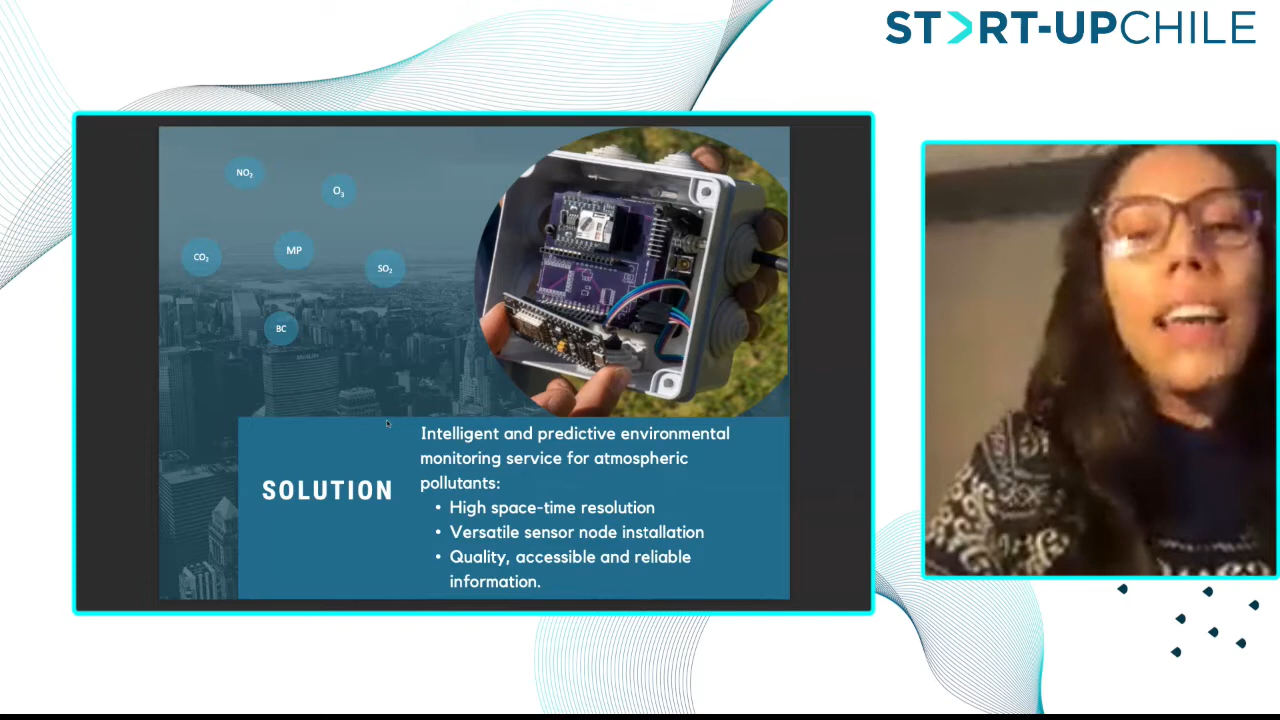 ST>RT-UPCHILE
NO₂
O₃
CO₂
MP
SO₂
BC
MetLife
SOLUTION
Intelligent and predictive environmental
monitoring service for atmospheric
pollutants:
• High space-time resolution
• Versatile sensor node installation
• Quality, accessible and reliable
information.